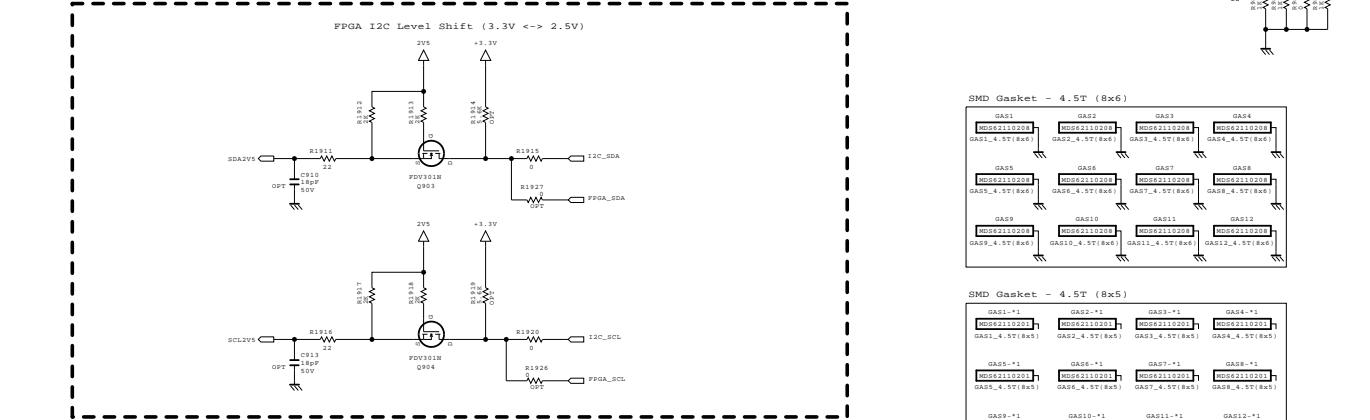 FPGA I2C Level Shift (3.3V <-> 2.5V)
2V5
+3.3V
R1912
2K
R1913
2K
R1914
5.6K
OPT
G
SDA2V5
R1911
22
S
D
R1915
0
I2C_SDA
C910
18pF
50V
OPT
FDV301N
Q903
R1927
0
OPT
FPGA_SDA
2V5
+3.3V
R1917
2K
R1918
2K
R1919
5.6K
OPT
G
SCL2V5
R1916
22
S
D
R1920
0
I2C_SCL
C913
18pF
50V
OPT
FDV301N
Q904
R1926
0
OPT
FPGA_SCL
SMD Gasket - 4.5T (8x6)
GAS1 GAS2 GAS3 GAS4
MDS62110208 MDS62110208 MDS62110208 MDS62110208
GAS1_4.5T(8x6) GAS2_4.5T(8x6) GAS3_4.5T(8x6) GAS4_4.5T(8x6)
GAS5 GAS6 GAS7 GAS8
MDS62110208 MDS62110208 MDS62110208 MDS62110208
GAS5_4.5T(8x6) GAS6_4.5T(8x6) GAS7_4.5T(8x6) GAS8_4.5T(8x6)
GAS9 GAS10 GAS11 GAS12
MDS62110208 MDS62110208 MDS62110208 MDS62110208
GAS9_4.5T(8x6) GAS10_4.5T(8x6) GAS11_4.5T(8x6) GAS12_4.5T(8x6)
SMD Gasket - 4.5T (8x5)
GAS1-*1 GAS2-*1 GAS3-*1 GAS4-*1
MDS62110201 MDS62110201 MDS62110201 MDS62110201
GAS1_4.5T(8x5) GAS2_4.5T(8x5) GAS3_4.5T(8x5) GAS4_4.5T(8x5)
GAS5-*1 GAS6-*1 GAS7-*1 GAS8-*1
MDS62110201 MDS62110201 MDS62110201 MDS62110201
GAS5_4.5T(8x5) GAS6_4.5T(8x5) GAS7_4.5T(8x5) GAS8_4.5T(8x5)
GAS9-*1 GAS10-*1 GAS11-*1 GAS12-*1